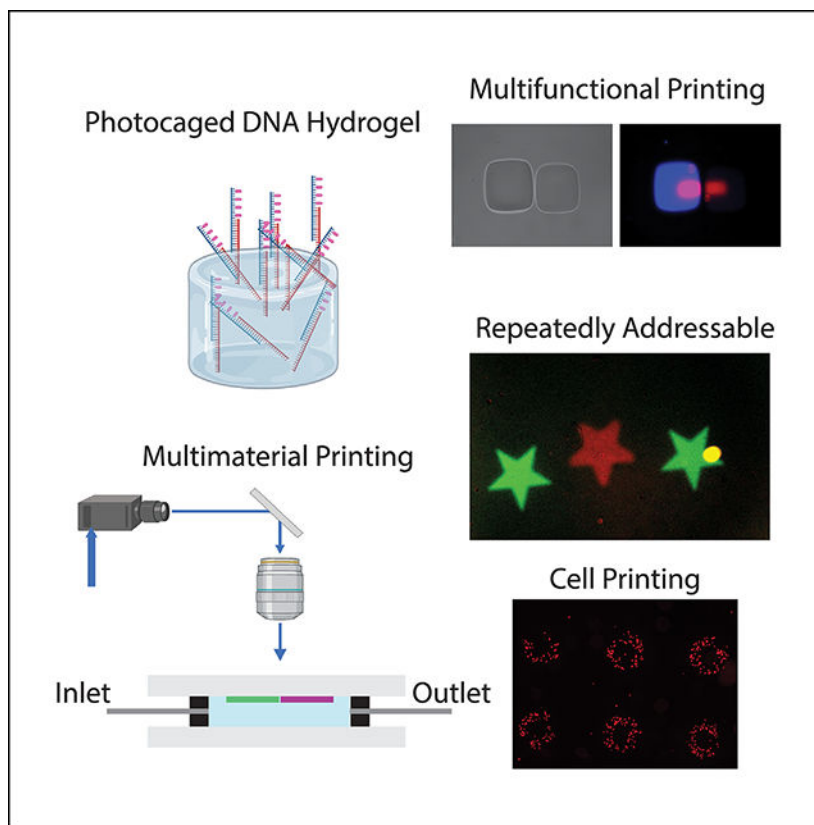 Multifunctional Printing
Photocaged DNA Hydrogel
Repeatedly Addressable
Multimaterial Printing
Cell Printing
Inlet
Outlet